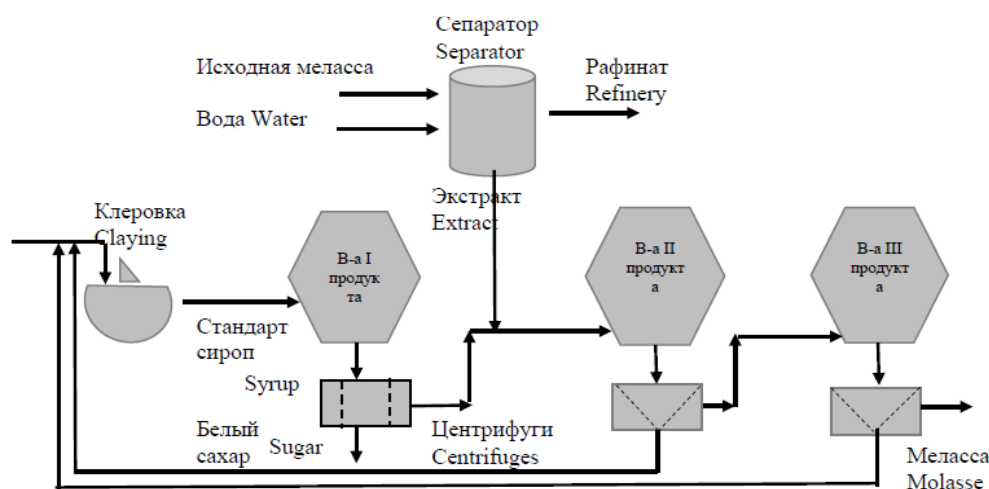 Сепаратор
Separator
Исходная меласса
Рафинат
Refinery
Вода Water
Экстракт
Extract
Клеровка
Claying
В-а I
продук
та
В-а II
продукт
а
В-а III
продукт
а
Стандарт
сироп
Syrup
Белый
сахар
Sugar
Центрифуги
Centrifuges
Меласса
Molasse